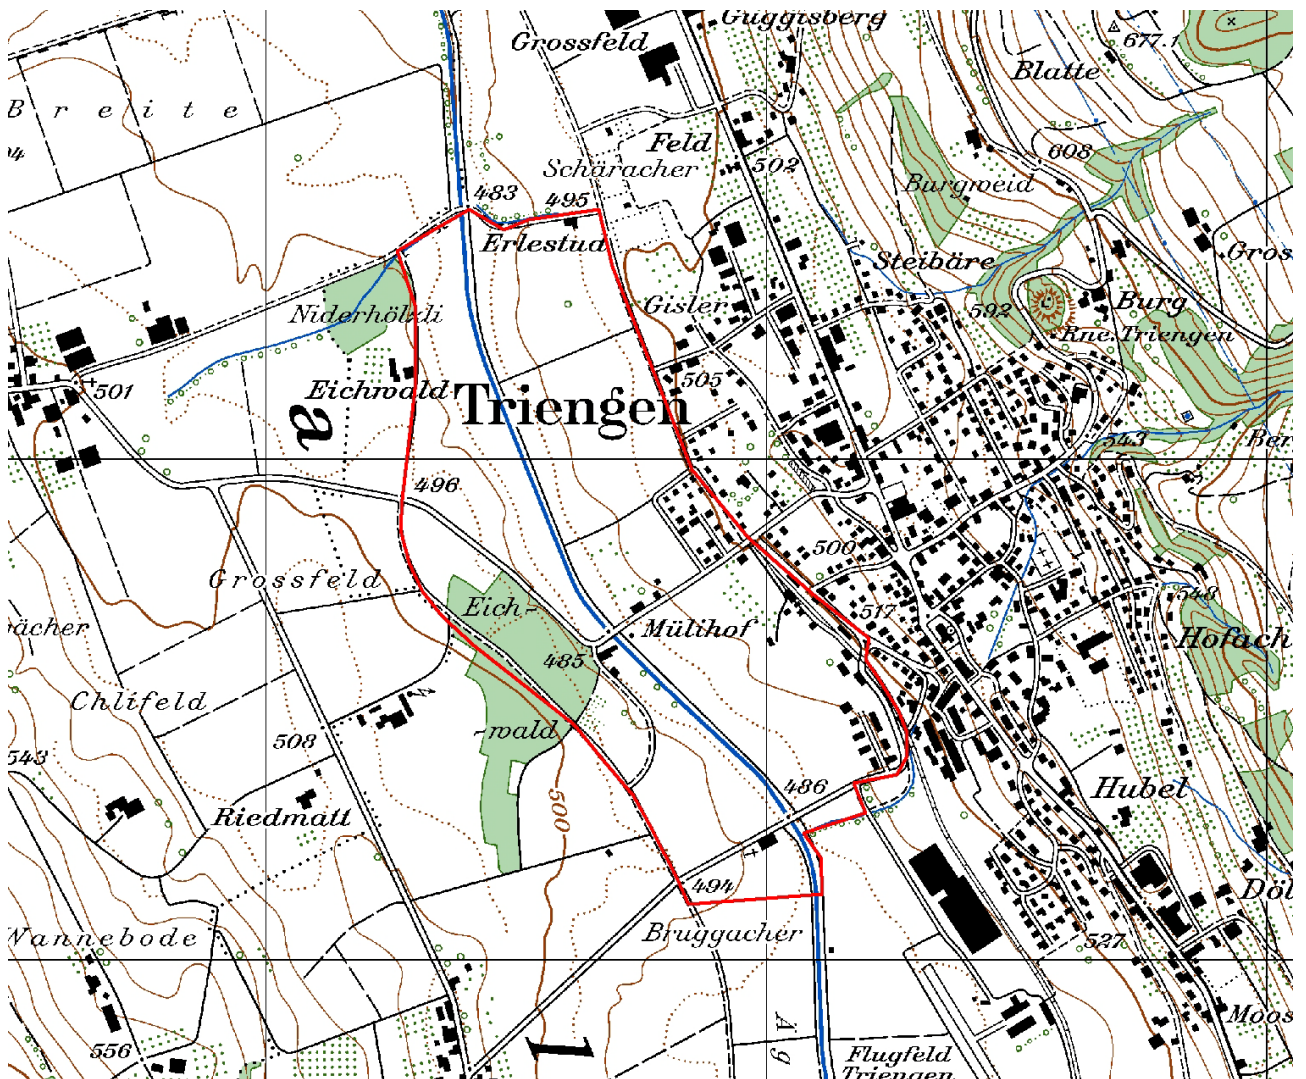 Guggisberg
Grossfeld
677.1
Blatte
Breite
Feld
608
502
Schäracher
Burgweid
483
495
Erlestud
Steibäre
Gros
Gisler
592
Burg
Rne. Triengen
Niderhölzli
505
501
Eichwald
Triengen
a
543
Ber
496
500
Grossfeld
548
Eich-
517
ächer
Mülihof
Hofach
485
Chlifeld
-wald
508
543
486
Hubel
500
Riedmatt
494
Döl
Wannebode
Bruggacher
527
Moos
A g
556
l
Flugfeld
Triengen